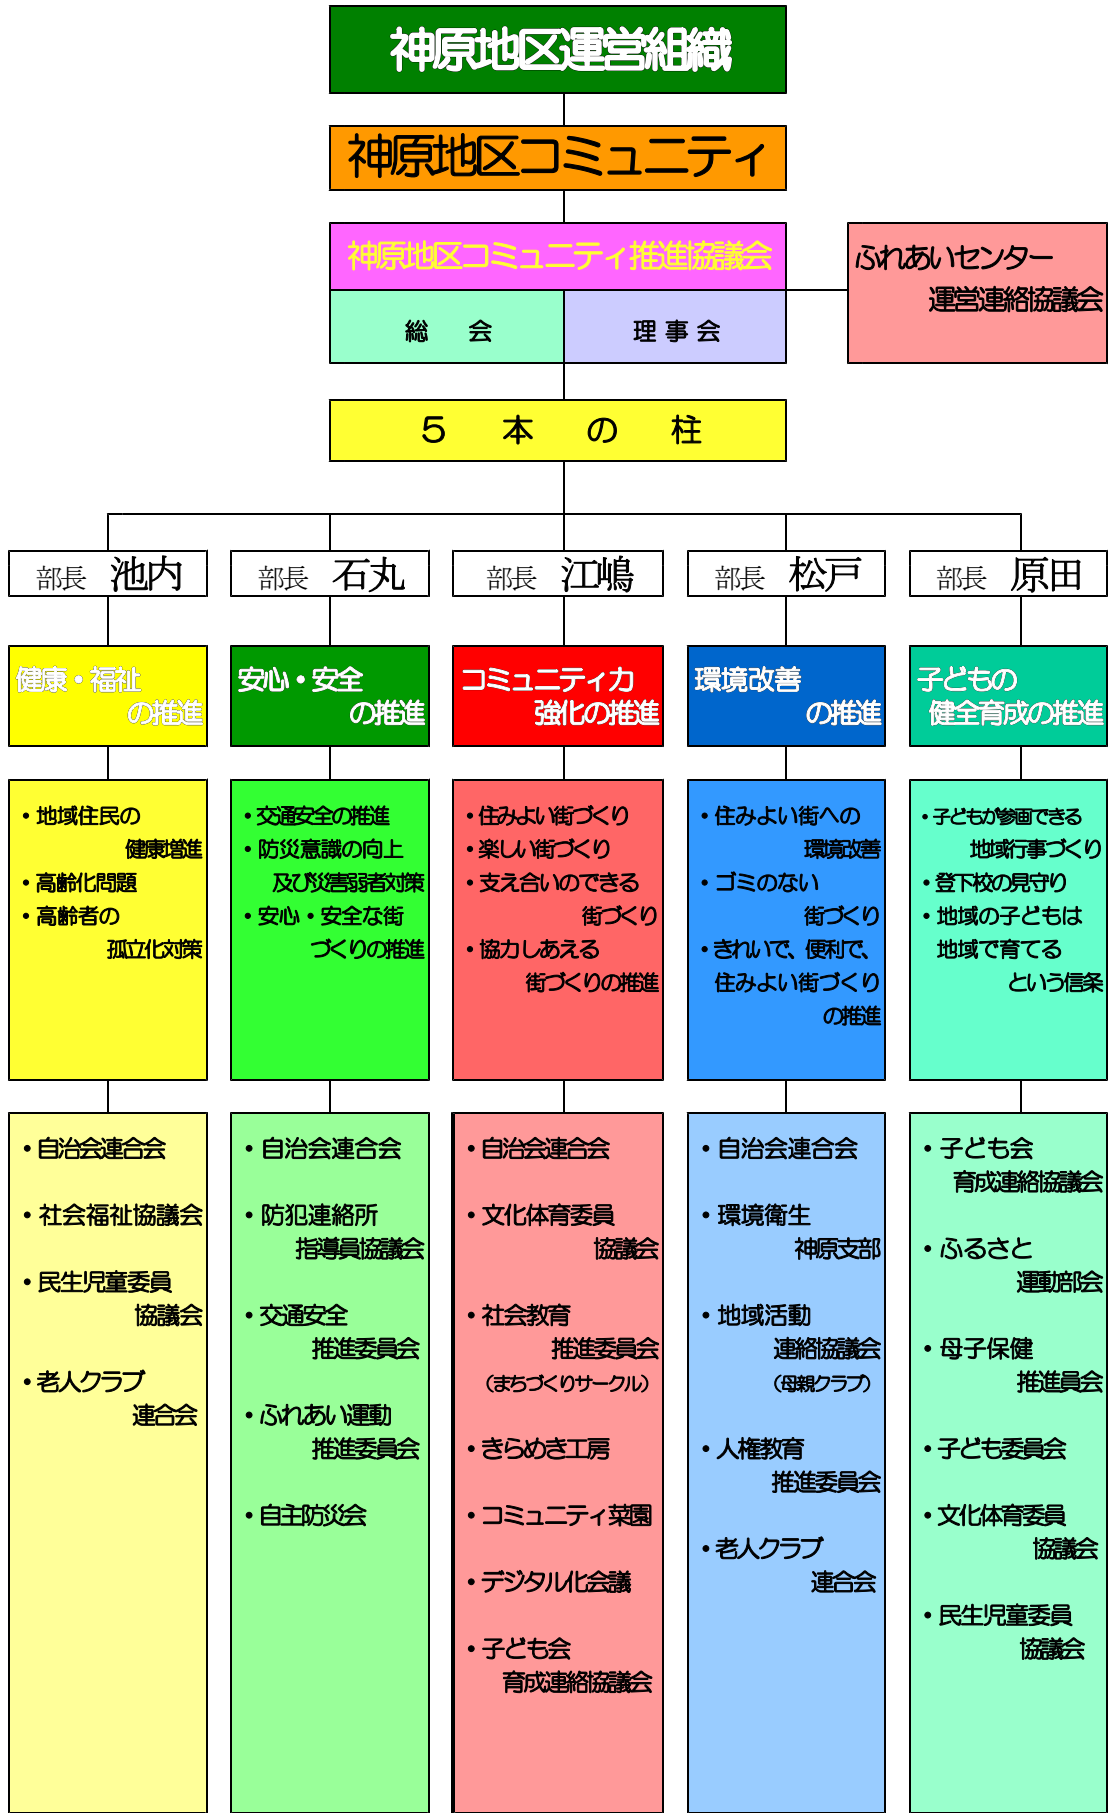 神原地区運営組織
神原地区コミュニティ
神原地区コミュニティ推進協議会
総 会
理 事 会
ふれあいセンター
運営連絡協議会
5 本 の 柱
部長 池内
部長 石丸
部長 江嶋
部長 松戸
部長 原田
健康・福祉
の推進
安心・安全
の推進
コミュニティ力
強化の推進
環境改善
の推進
子どもの
健全育成の推進
・地域住民の
健康増進
・高齢化問題
・高齢者の
孤立化対策
・交通安全の推進
・防災意識の向上
及び災害弱者対策
・安心・安全な街
づくりの推進
・住みよい街づくり
・楽しい街づくり
・支え合いのできる
街づくり
・協力しあえる
街づくりの推進
・住みよい街への
環境改善
・ゴミのない
街づくり
・きれいで、便利で、
住みよい街づくり
の推進
・子どもが参画できる
地域行事づくり
・登下校の見守り
・地域の子どもは
地域で育てる
という信条
・自治会連合会
・社会福祉協議会
・民生児童委員
協議会
・老人クラブ
連合会
・自治会連合会
・防犯連絡所
指導員協議会
・交通安全
推進委員会
・ふれあい運動
推進委員会
・自主防災会
・自治会連合会
・文化体育委員
協議会
・社会教育
推進委員会
（まちづくりサークル）
・きらめき工房
・コミュニティ菜園
・デジタル化会議
・子ども会
育成連絡協議会
・自治会連合会
・環境衛生
神原支部
・地域活動
連絡協議会
（母親クラブ）
・人権教育
推進委員会
・老人クラブ
連合会
・子ども会
育成連絡協議会
・ふるさと
運動部会
・母子保健
推進員会
・子ども委員会
・文化体育委員
協議会
・民生児童委員
協議会